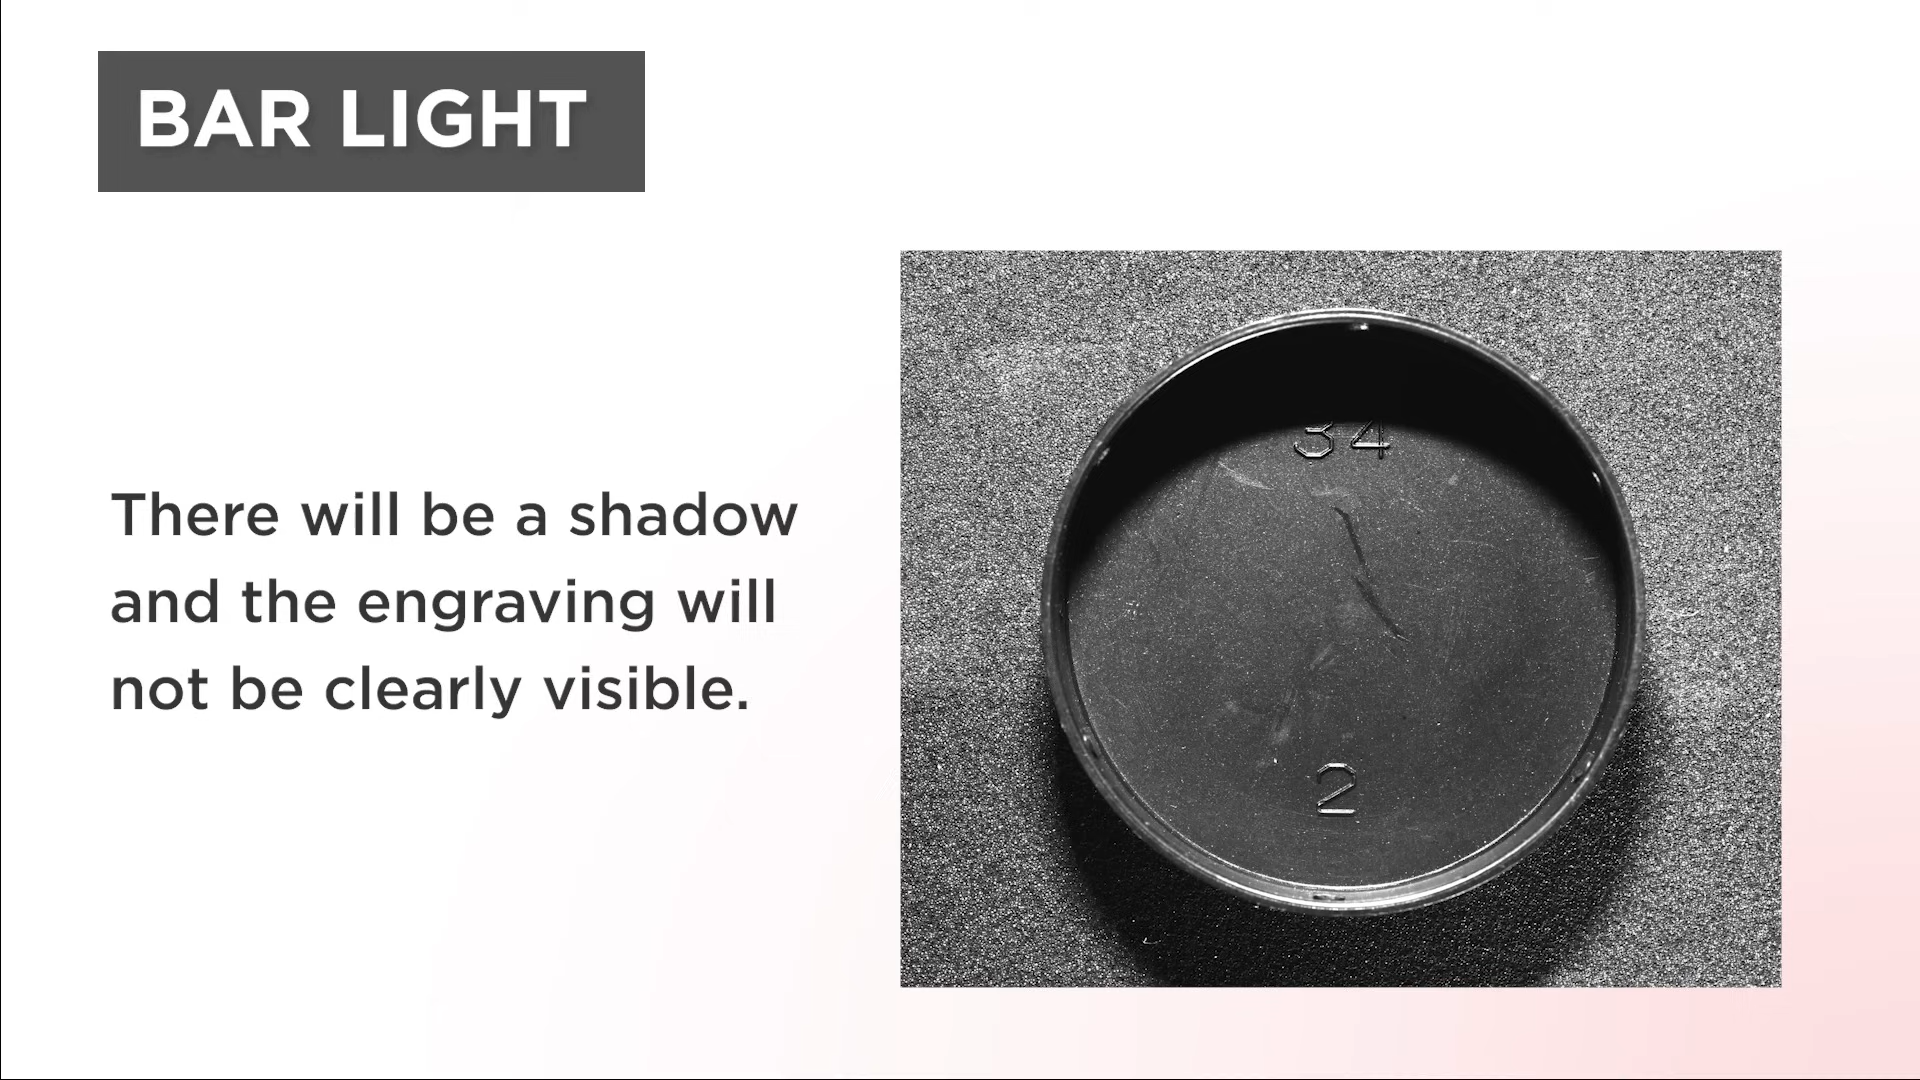 BAR LIGHT
There will be a shadow
and the engraving will
not be clearly visible.
34
2